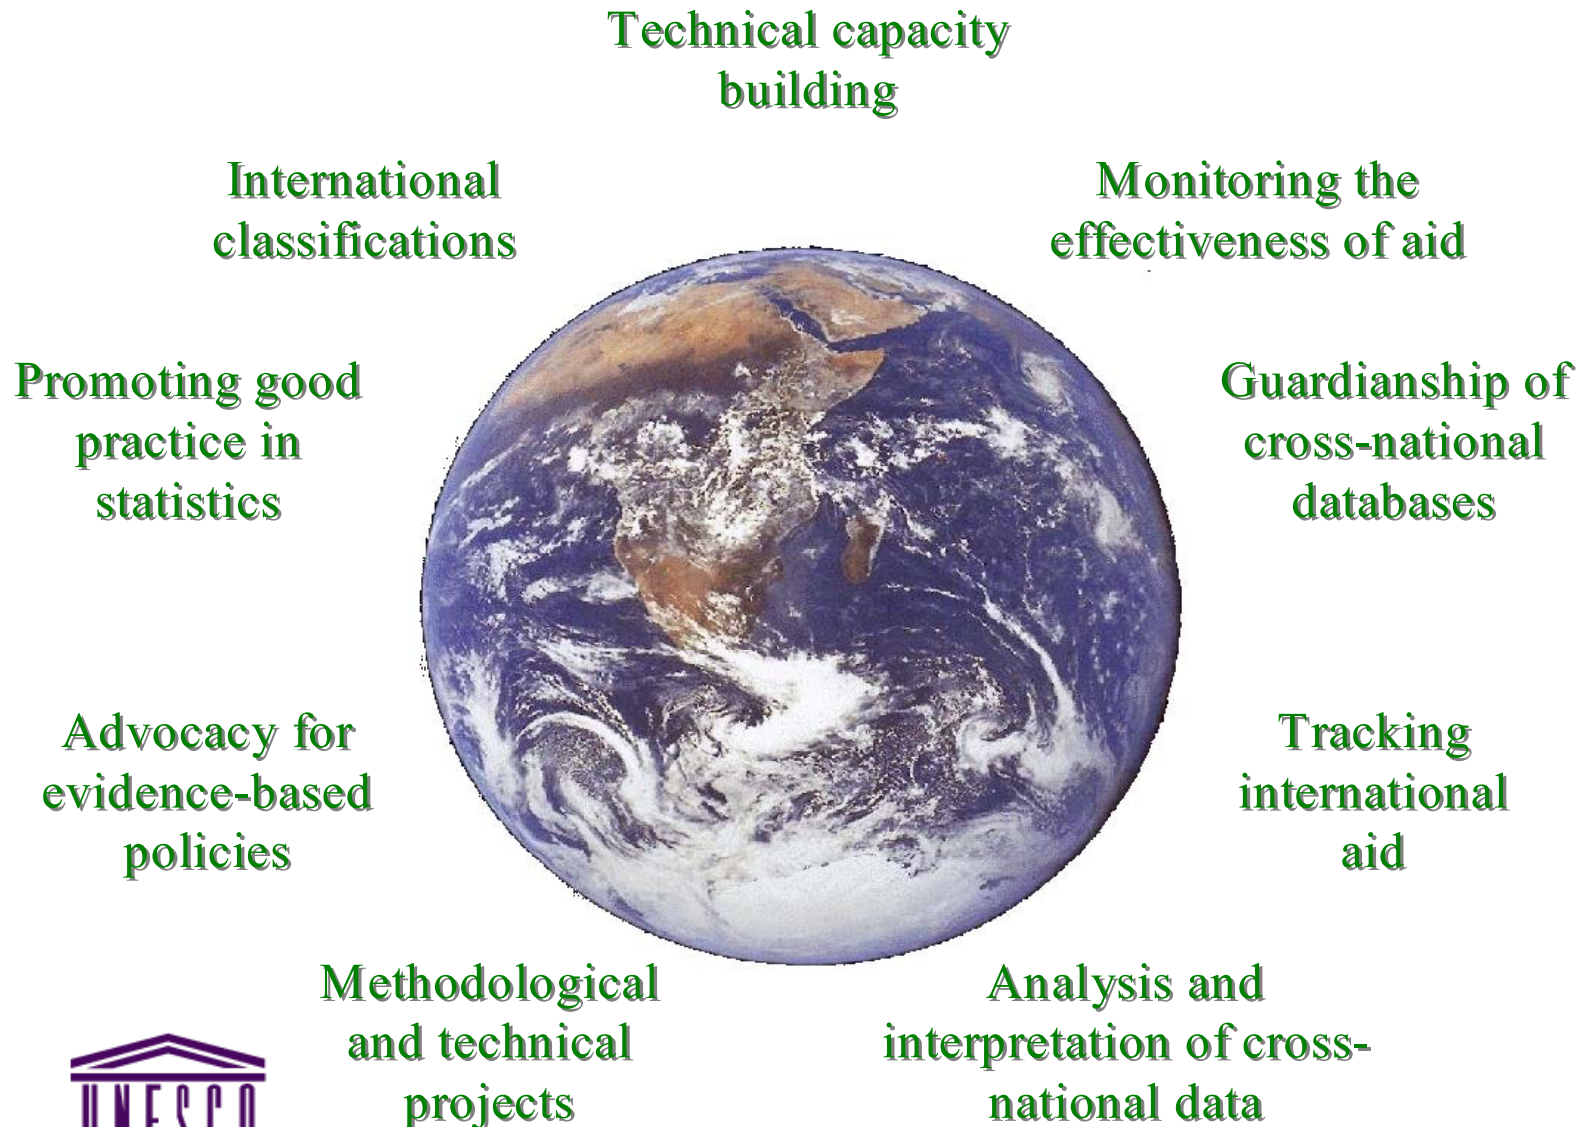 Technical capacity
building
International
classifications
Monitoring the
effectiveness of aid
Promoting good
practice in
statistics
Guardianship of
cross-national
databases
Advocacy for
evidence-based
policies
Tracking
international
aid
Methodological
and technical
projects
Analysis and
interpretation of cross-
national data
UNESCO